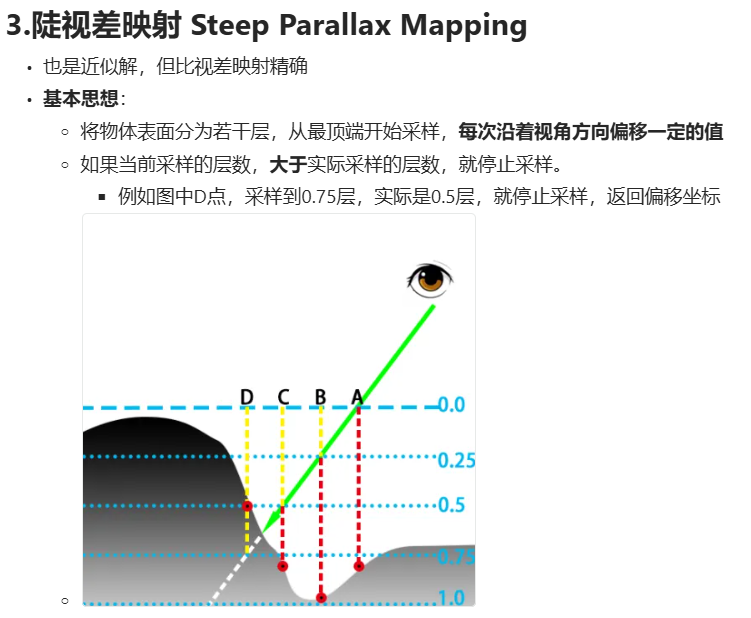 3.陡视差映射 Steep Parallax Mapping
• 也是近似解，但比视差映射精确
• 基本思想：
○ 将物体表面分为若干层，从最顶端开始采样，每次沿着视角方向偏移一定的值
○ 如果当前采样的层数，大于实际采样的层数，就停止采样。
■ 例如图中D点，采样到0.75层，实际是0.5层，就停止采样，返回偏移坐标
D C B A
0.0
0.25
0.5
0.75
1.0